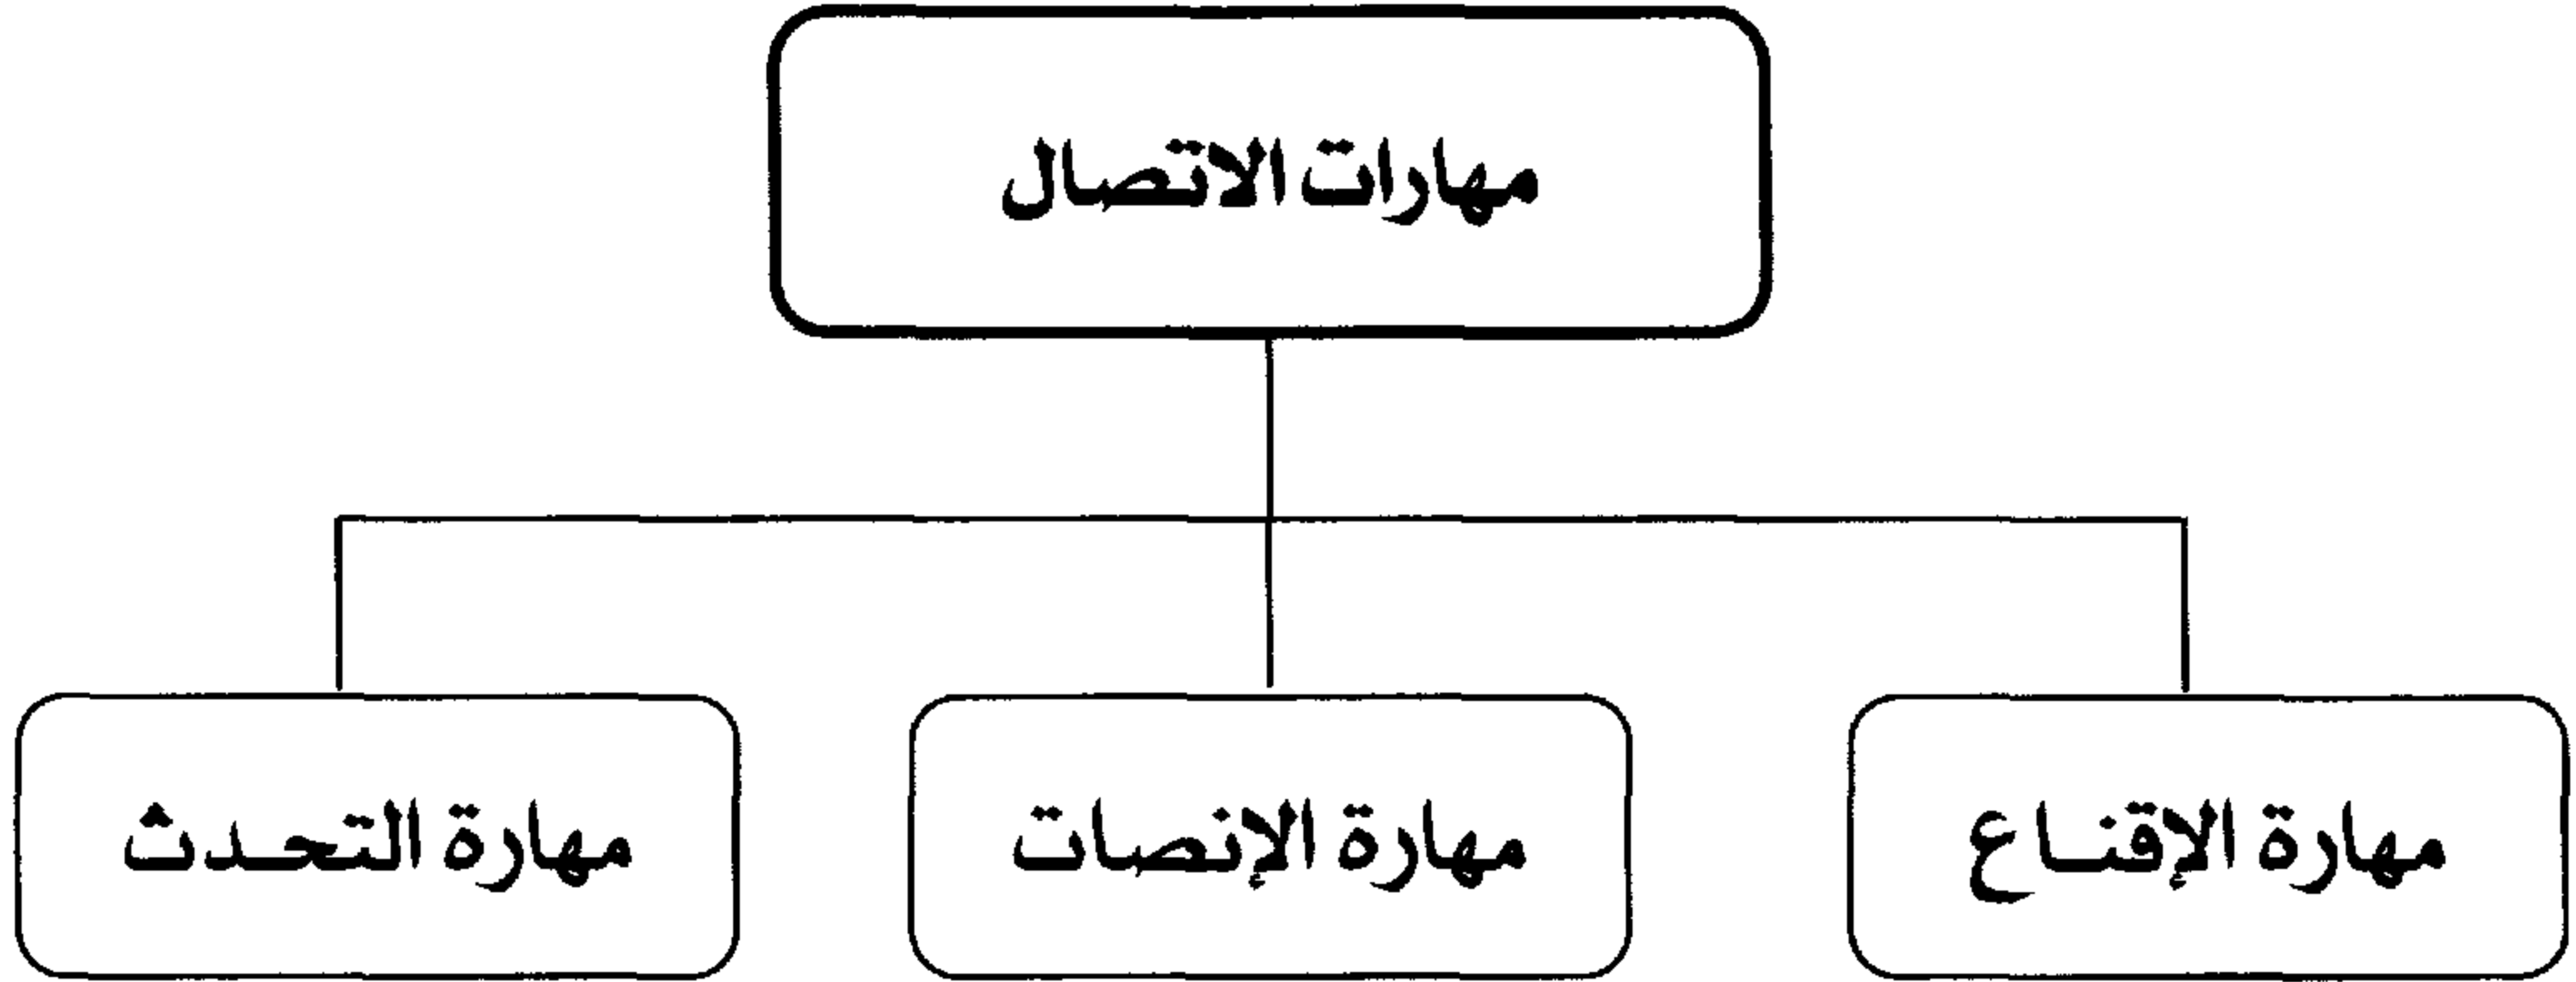 مهارات الاتصال
مهارة الإقناع
مهارة الإنصات
مهارة التحدث